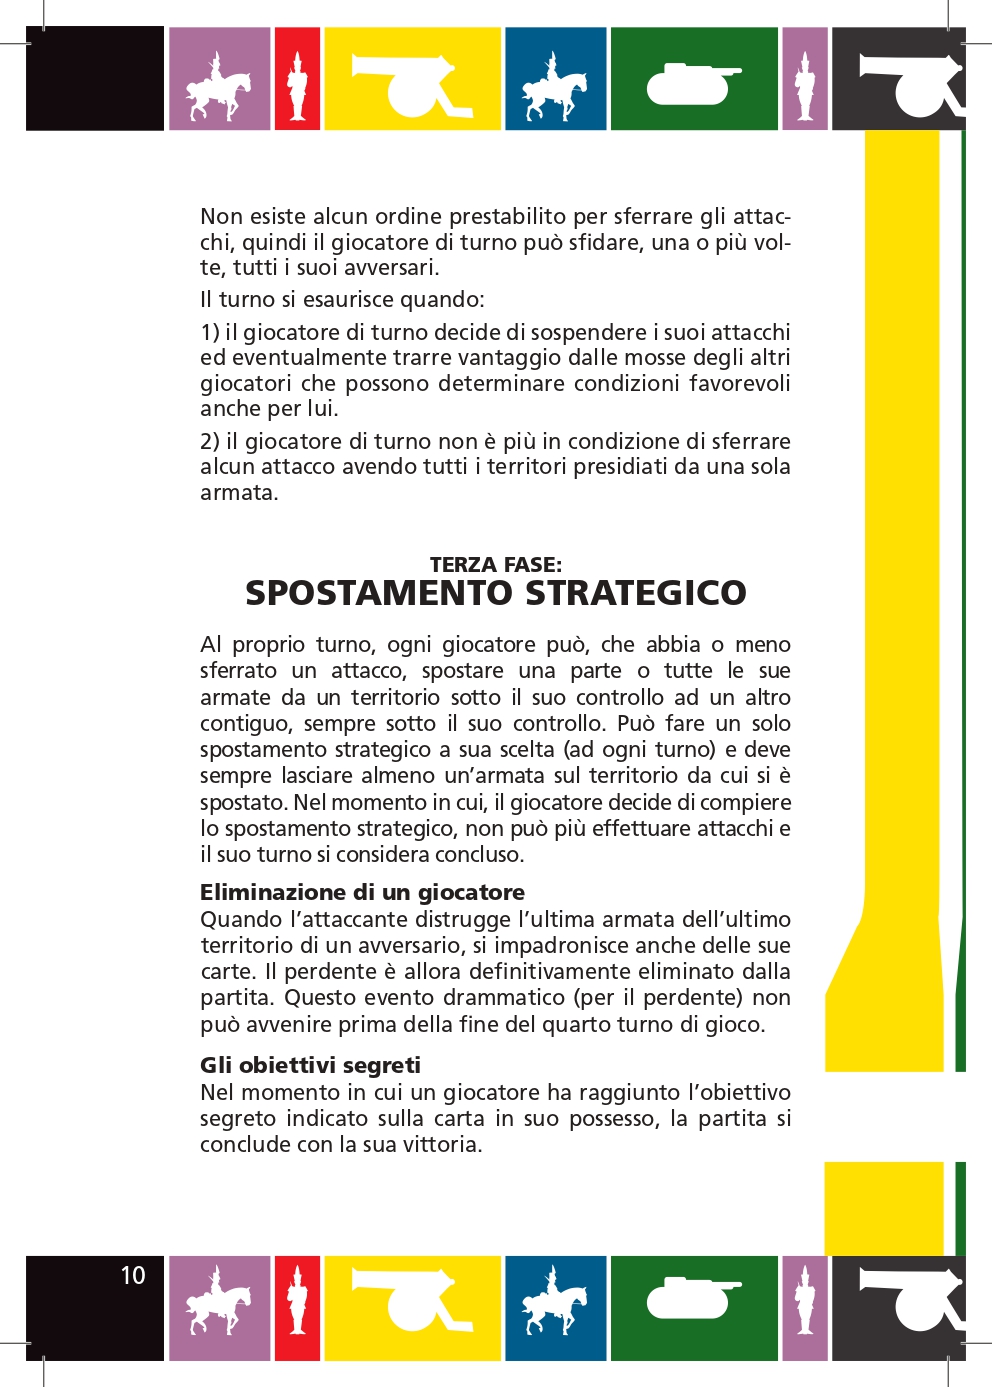 Non esiste alcun ordine prestabilito per sferrare gli attac-
chi, quindi il giocatore di turno può sfidare, una o più vol-
te, tutti i suoi avversari.
Il turno si esaurisce quando:
1) il giocatore di turno decide di sospendere i suoi attacchi
ed eventualmente trarre vantaggio dalle mosse degli altri
giocatori che possono determinare condizioni favorevoli
anche per lui.
2) il giocatore di turno non è più in condizione di sferrare
alcun attacco avendo tutti i territori presidiati da una sola
armata.
TERZA FASE:
SPOSTAMENTO STRATEGICO
Al proprio turno, ogni giocatore può, che abbia o meno
sferrato un attacco, spostare una parte o tutte le sue
armate da un territorio sotto il suo controllo ad un altro
contiguo, sempre sotto il suo controllo. Può fare un solo
spostamento strategico a sua scelta (ad ogni turno) e deve
sempre lasciare almeno un’armata sul territorio da cui si è
spostato. Nel momento in cui, il giocatore decide di compiere
lo spostamento strategico, non può più effettuare attacchi e
il suo turno si considera concluso.
Eliminazione di un giocatore
Quando l’attaccante distrugge l’ultima armata dell’ultimo
territorio di un avversario, si impadronisce anche delle sue
carte. Il perdente è allora definitivamente eliminato dalla
partita. Questo evento drammatico (per il perdente) non
può avvenire prima della fine del quarto turno di gioco.
Gli obiettivi segreti
Nel momento in cui un giocatore ha raggiunto l’obiettivo
segreto indicato sulla carta in suo possesso, la partita si
conclude con la sua vittoria.
10